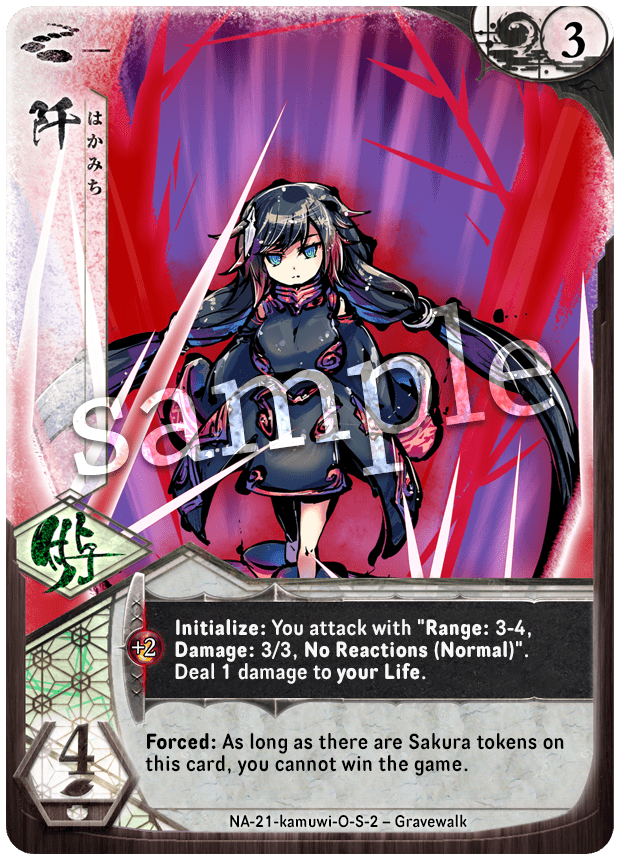 3
阡
はかみち
sample
付与
+2
Initialize: You attack with "Range: 3-4,
Damage: 3/3, No Reactions (Normal)".
Deal 1 damage to your Life.
4
Forced: As long as there are Sakura tokens on
this card, you cannot win the game.
NA-21-kamuwi-O-S-2 – Gravewalk